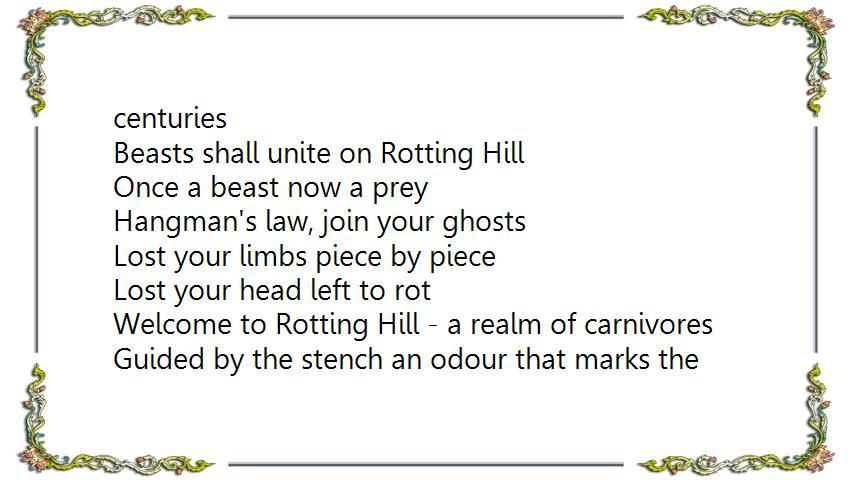 centuries
Beasts shall unite on Rotting Hill
Once a beast now a prey
Hangman's law, join your ghosts
Lost your limbs piece by piece
Lost your head left to rot
Welcome to Rotting Hill - a realm of carnivores
Guided by the stench an odour that marks the